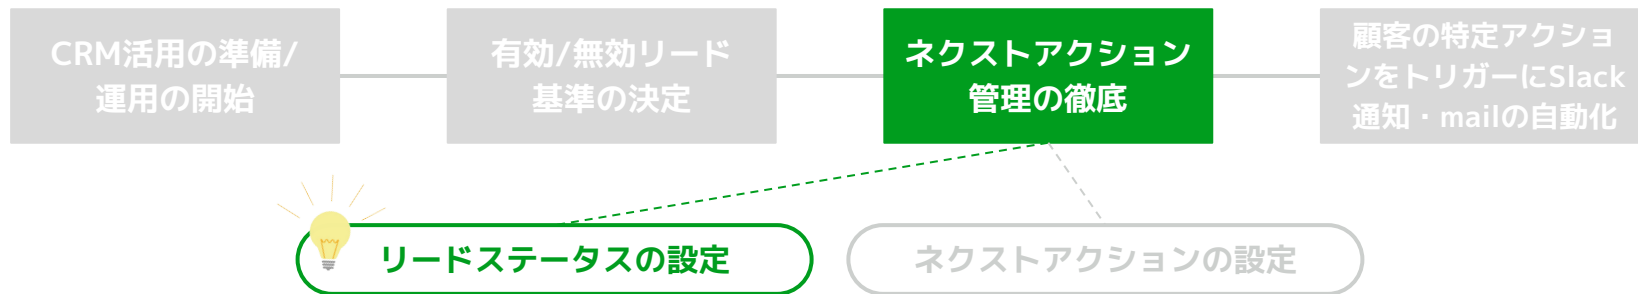 CRM活用の準備/
運用の開始
有効/無効リード
基準の決定
ネクストアクション
管理の徹底
顧客の特定アクショ
ンをトリガーにSlack
通知・mailの自動化
リードステータスの設定
ネクストアクションの設定